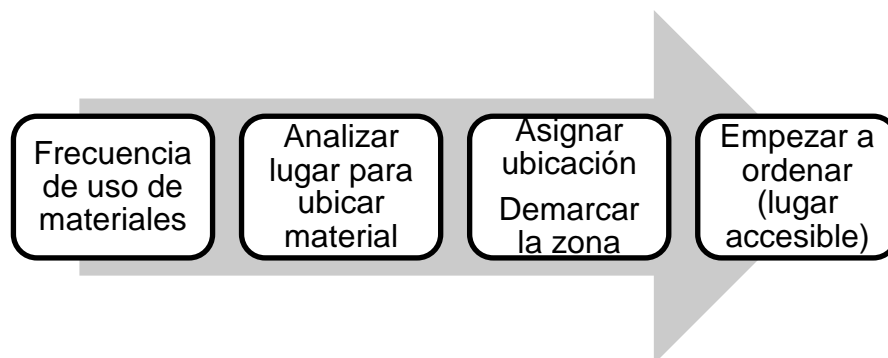 Frecuencia
de uso de
materiales
Analizar
lugar para
ubicar
material
Asignar
ubicación
Demarcar
la zona
Empezar a
ordenar
(lugar
accesible)